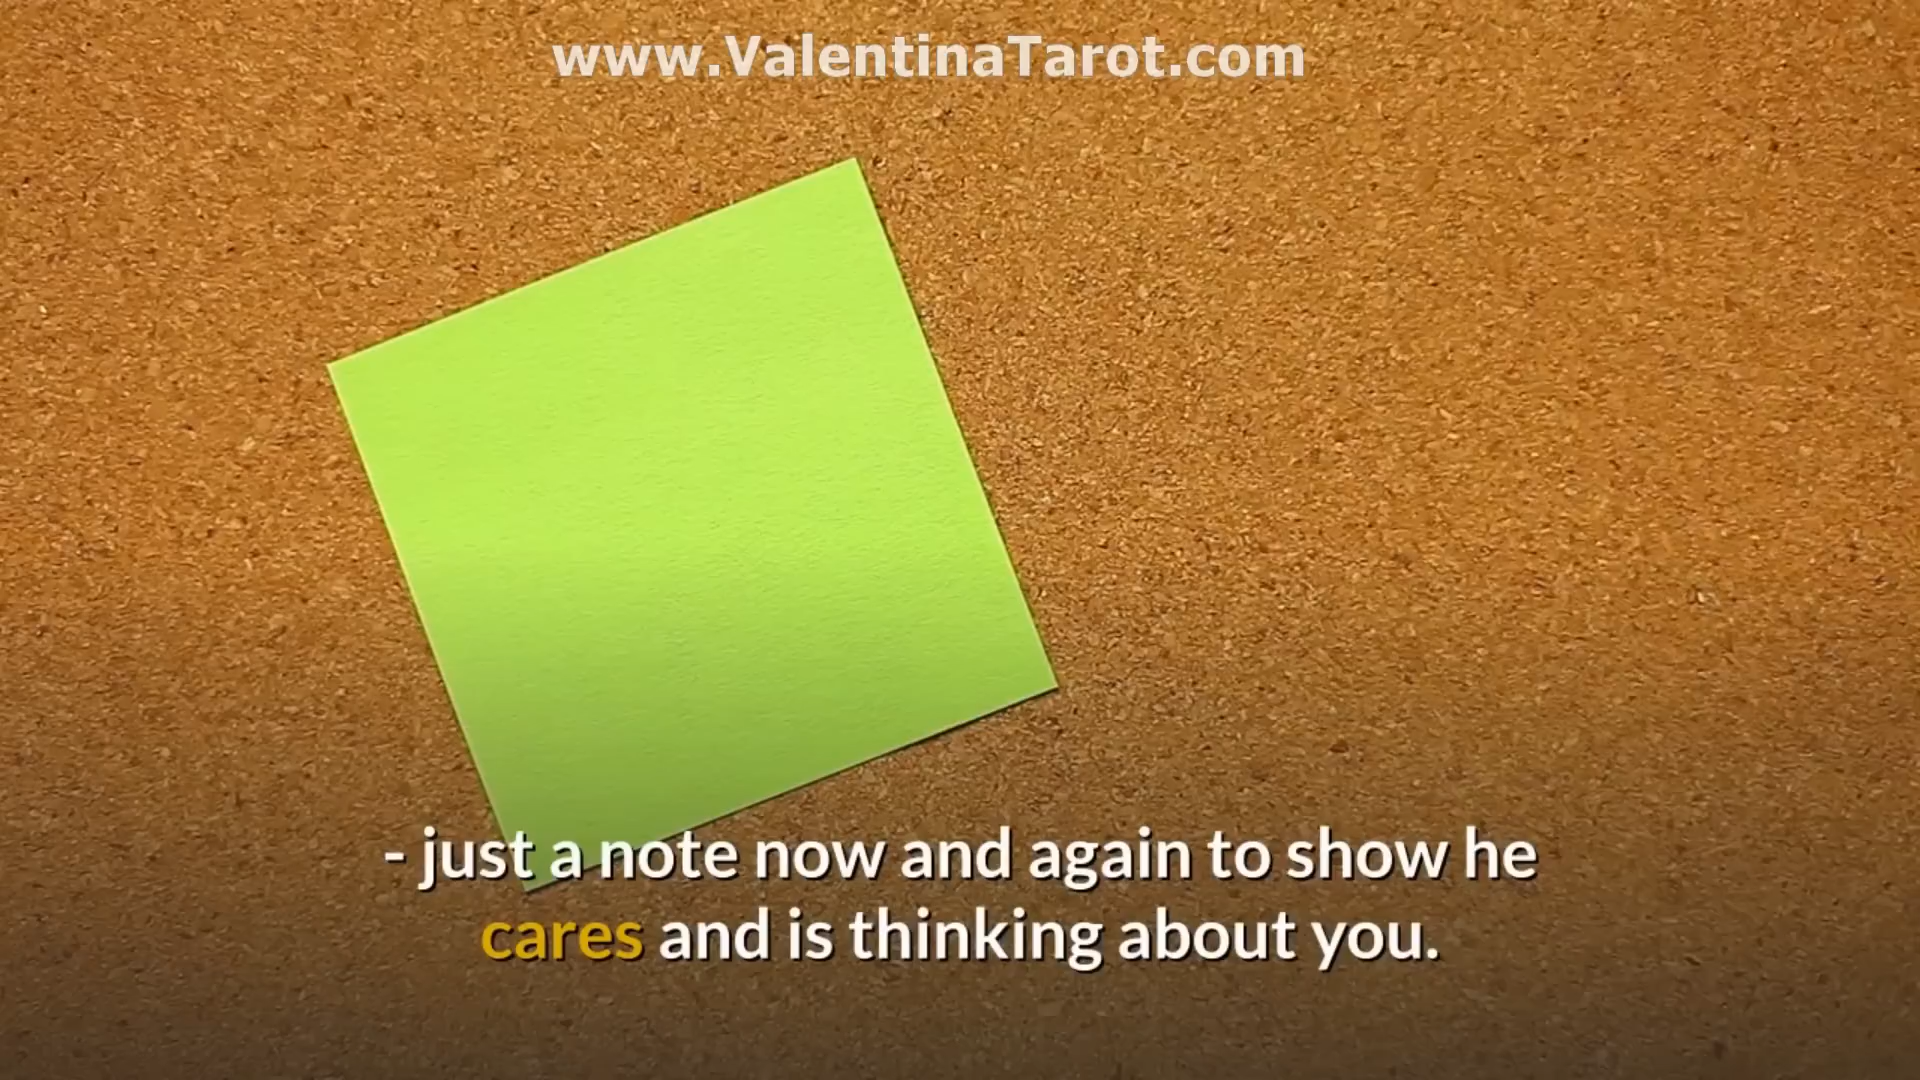 www.ValentinaTarot.com
- just a note now and again to show he
cares and is thinking about you.